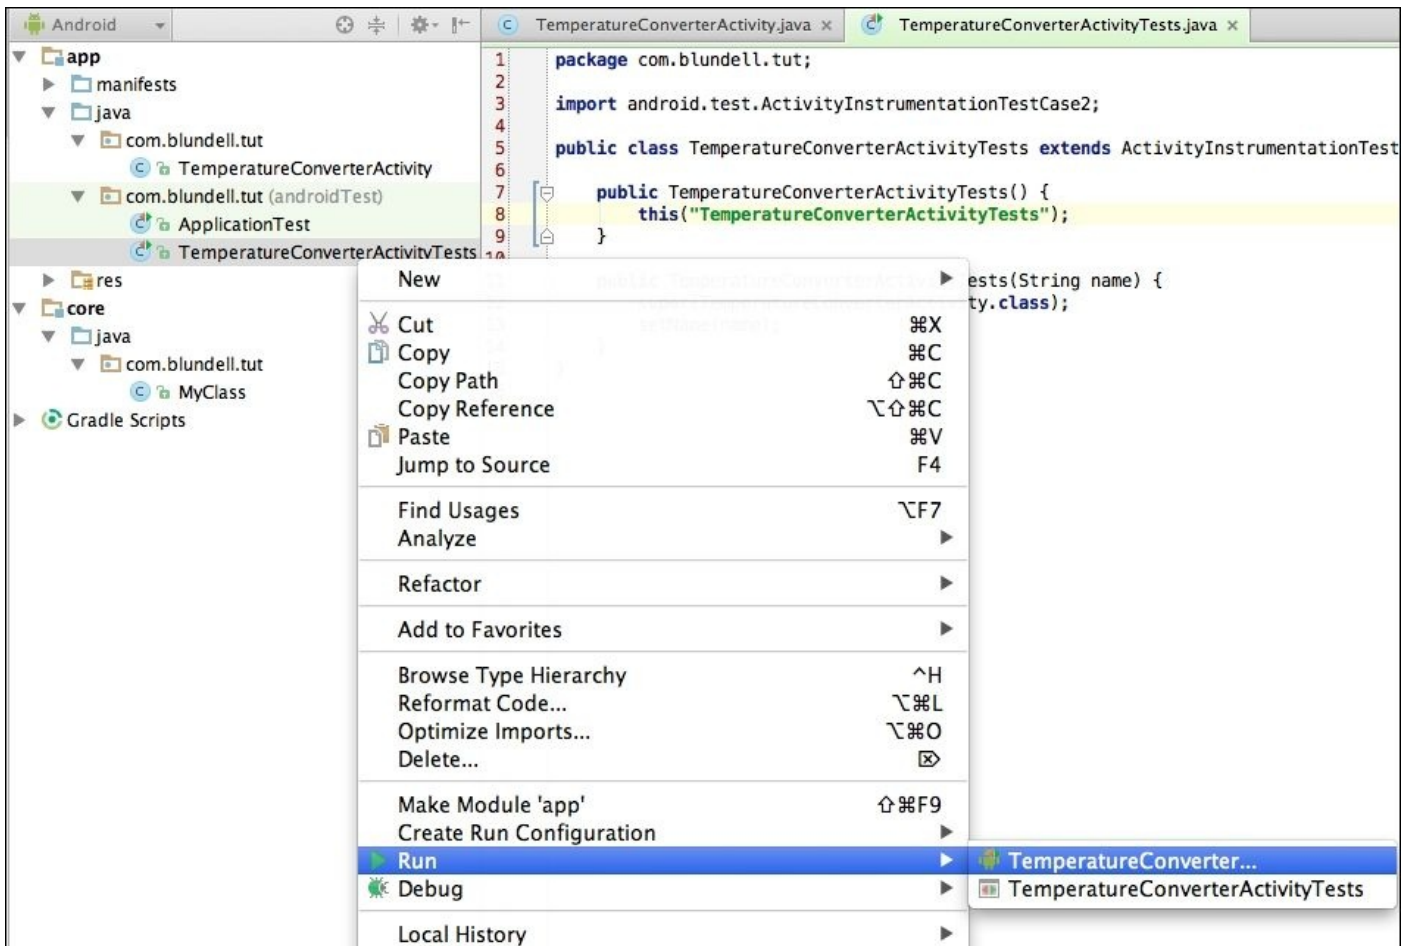 Android
TemperatureConverterActivity.java
TemperatureConverterActivityTests.java
app
manifests
java
com.blundell.tut
TemperatureConverterActivity
com.blundell.tut (androidTest)
ApplicationTest
TemperatureConverterActivityTests
res
core
java
com.blundell.tut
MyClass
Gradle Scripts
1 package com.blundell.tut;
2
3 import android.test.ActivityInstrumentationTestCase2;
4
5 public class TemperatureConverterActivityTests extends ActivityInstrumentationTest
6
7 public TemperatureConverterActivityTests() {
8 this("TemperatureConverterActivityTests");
9 }
10
ests(String name) {
ty.class);
New
Cut ⌘X
Copy ⌘C
Copy Path ⇧⌘C
Copy Reference ⌥⇧⌘C
Paste ⌘V
Jump to Source F4
Find Usages ⌥F7
Analyze
Refactor
Add to Favorites
Browse Type Hierarchy ^H
Reformat Code... ⌥⌘L
Optimize Imports... ⌥⌘O
Delete... ⌦
Make Module 'app' ⇧⌘F9
Create Run Configuration
Run
Debug
Local History
TemperatureConverter...
TemperatureConverterActivityTests